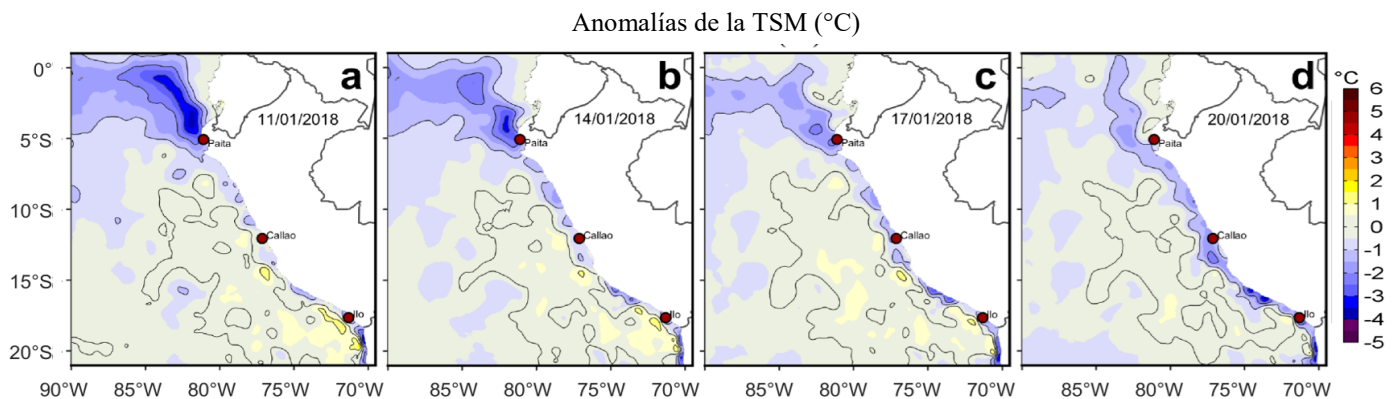 Anomalías de la TSM (°C)
a
b
c
d
11/01/2018
14/01/2018
17/01/2018
20/01/2018
Paita
Paita
Paita
Paita
Callao
Callao
Callao
Callao
Ilo
Ilo
Ilo
Ilo
0°
5°S
10°S
15°S
20°S
90°W 85°W 80°W 75°W 70°W
85°W 80°W 75°W 70°W
85°W 80°W 75°W 70°W
85°W 80°W 75°W 70°W
°C
6
5
4
3
2
1
0
-1
-2
-3
-4
-5